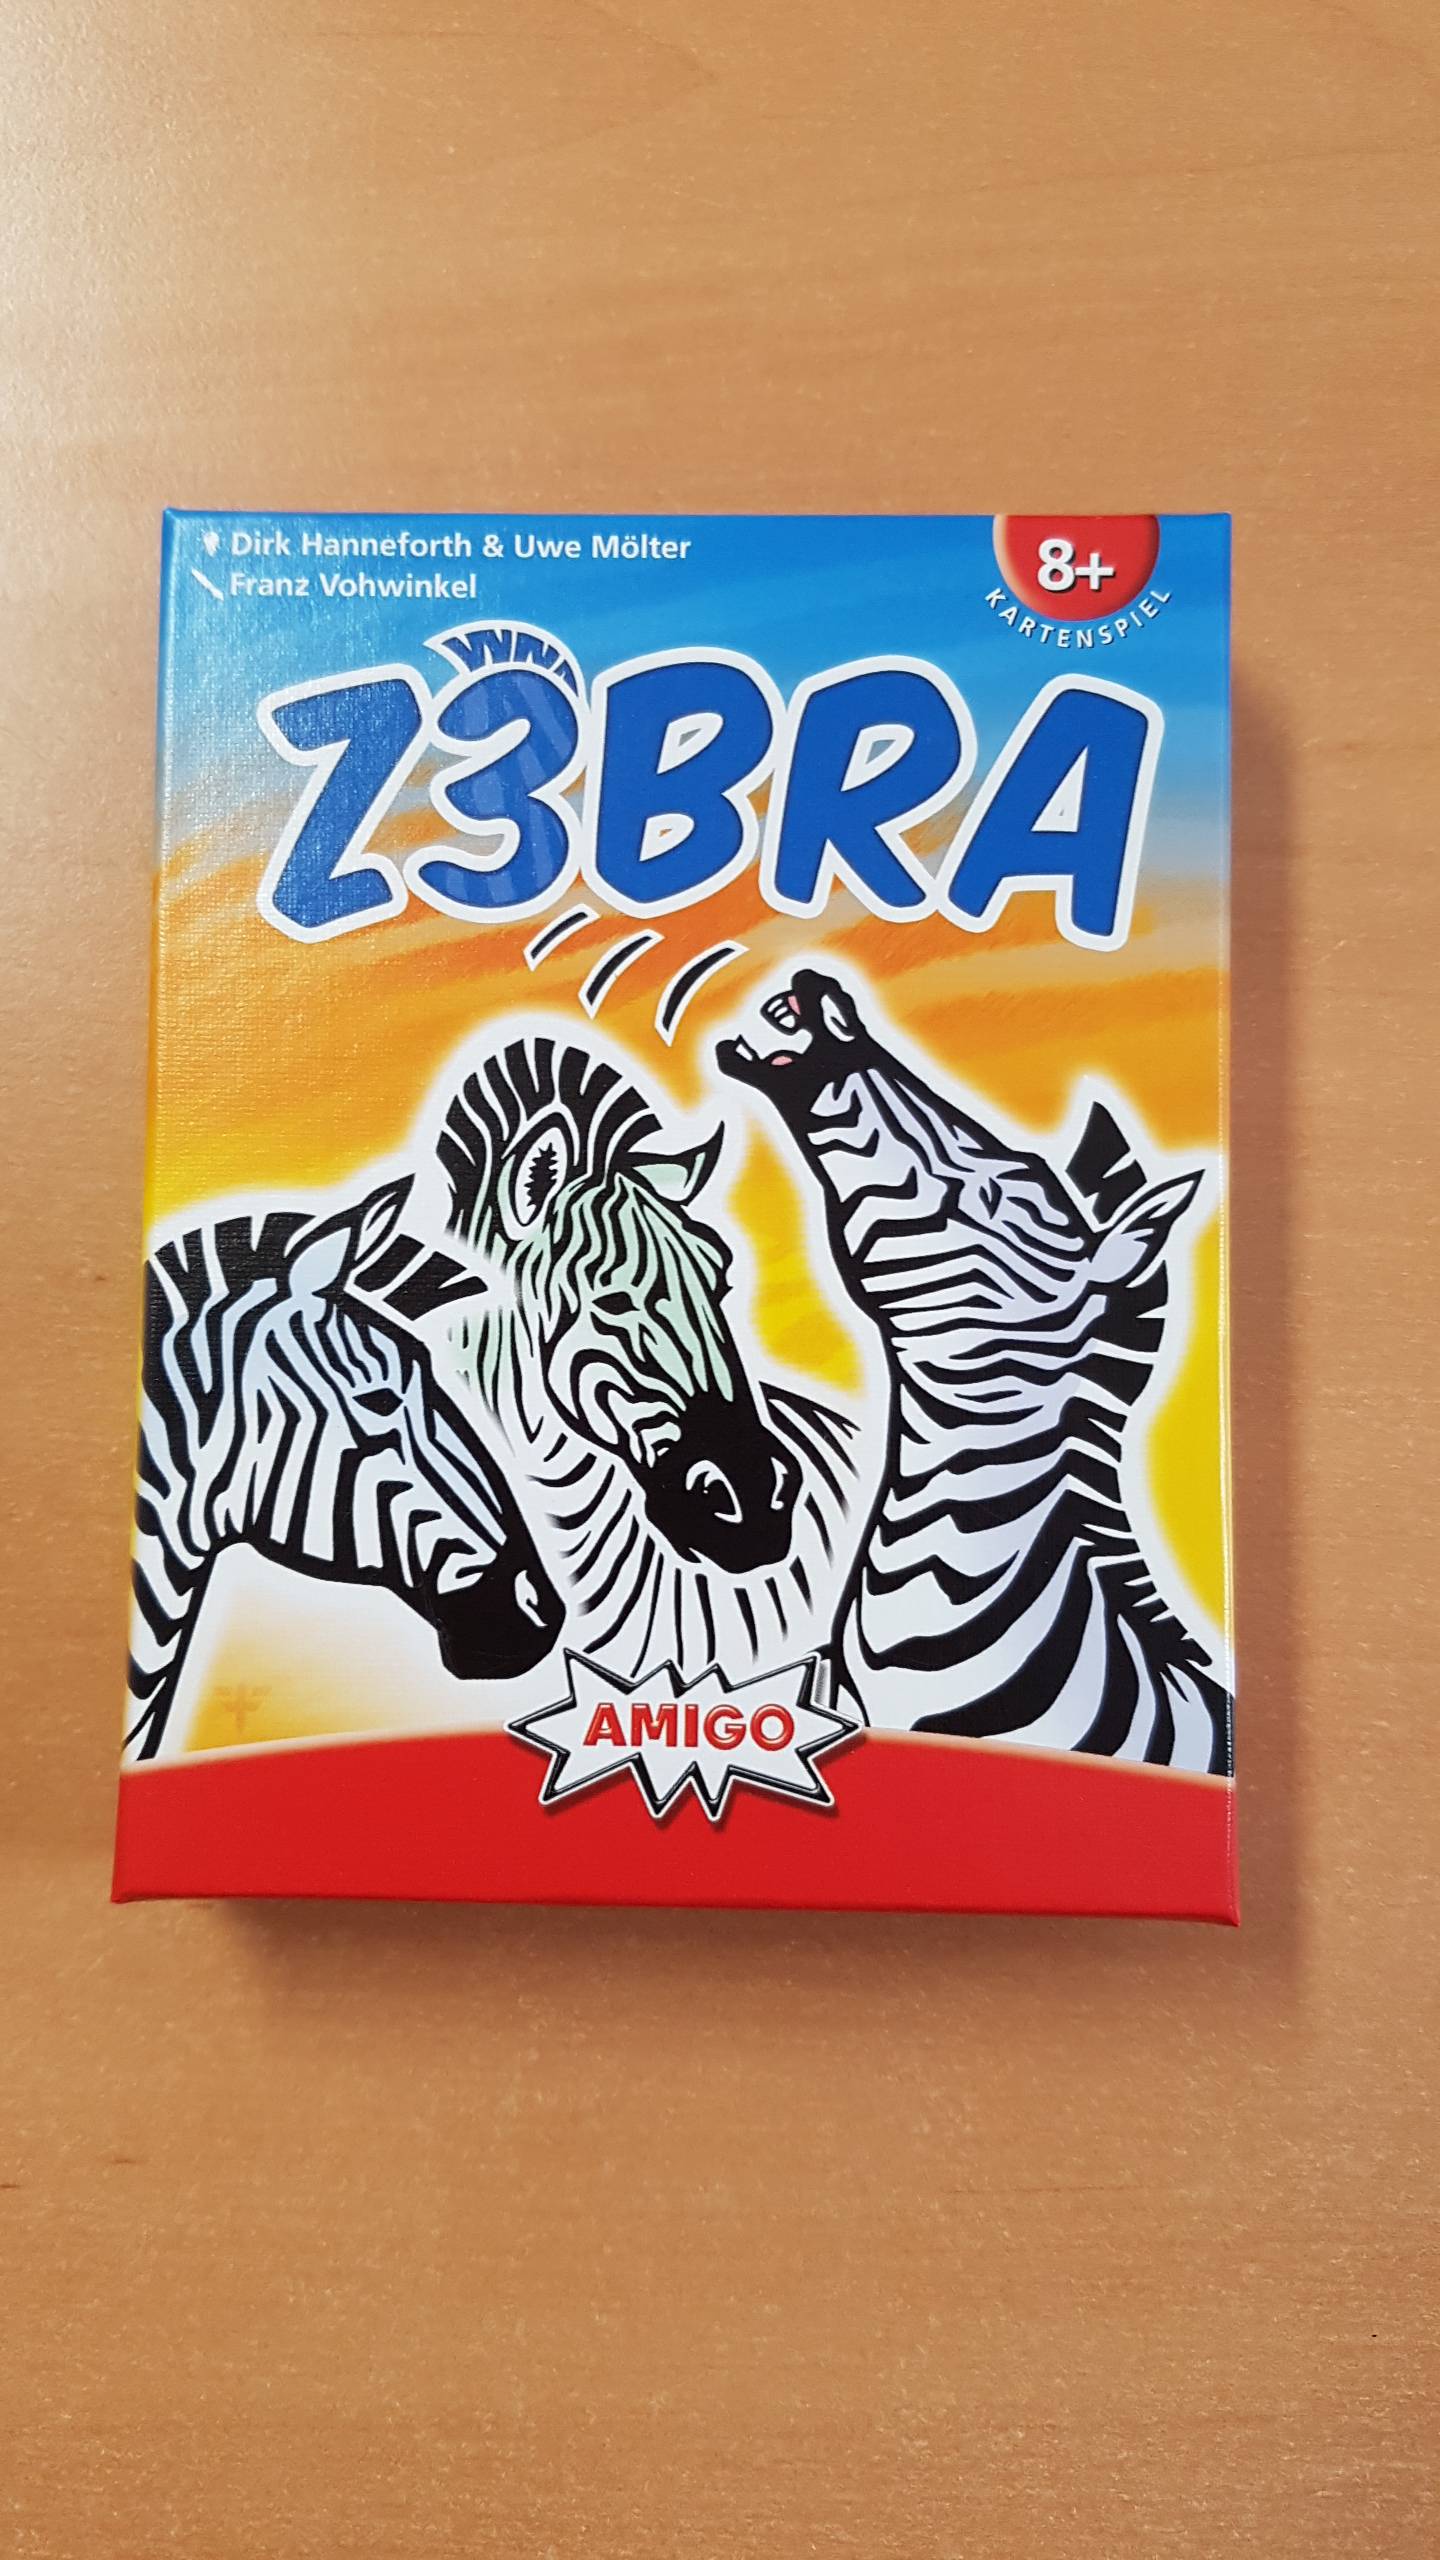 Dirk Hanneforth & Uwe Mölter
Franz Vohwinkel
8+
KARTENSPIEL
Z3BRA
AMIGO